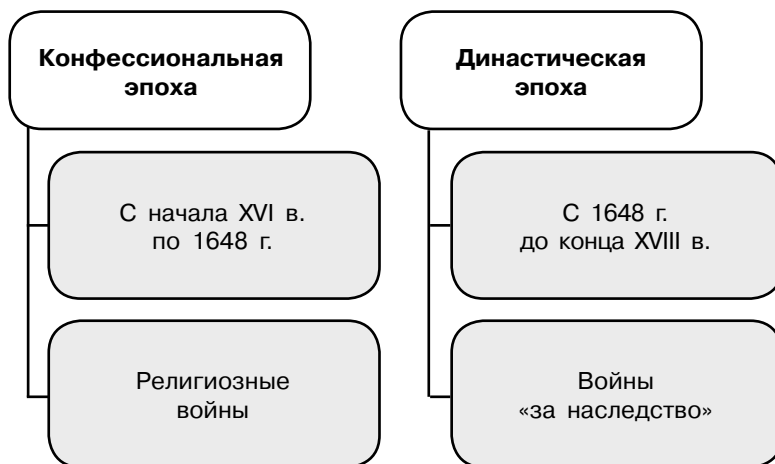 Конфессиональная
эпоха
С начала XVI в.
по 1648 г.
Религиозные
войны
Династическая
эпоха
С 1648 г.
до конца XVIII в.
Войны
«за наследство»